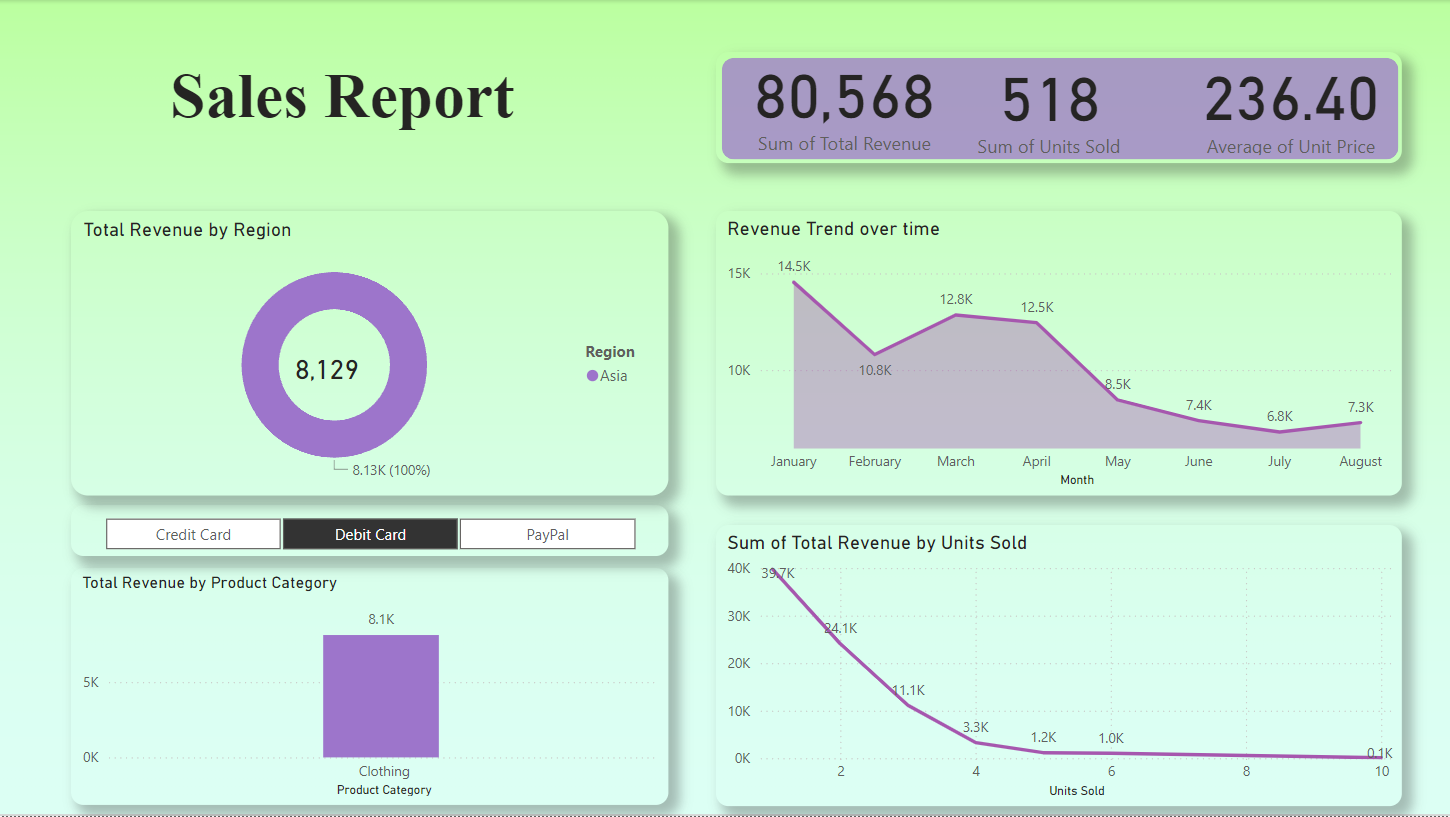 Sales Report
80,568
Sum of Total Revenue
518
Sum of Units Sold
236.40
Average of Unit Price
Total Revenue by Region
8,129
8.13K (100%)
Region
Asia
Revenue Trend over time
15K
10K
14.5K
10.8K
12.8K
12.5K
8.5K
7.4K
6.8K
7.3K
January February March April May June July August
Month
Credit Card Debit Card PayPal
Total Revenue by Product Category
8.1K
5K
0K
Clothing
Product Category
Sum of Total Revenue by Units Sold
40K
30K
20K
10K
0K
39.7K
24.1K
11.1K
3.3K
1.2K
1.0K
0.1K
2 4 6 8 10
Units Sold